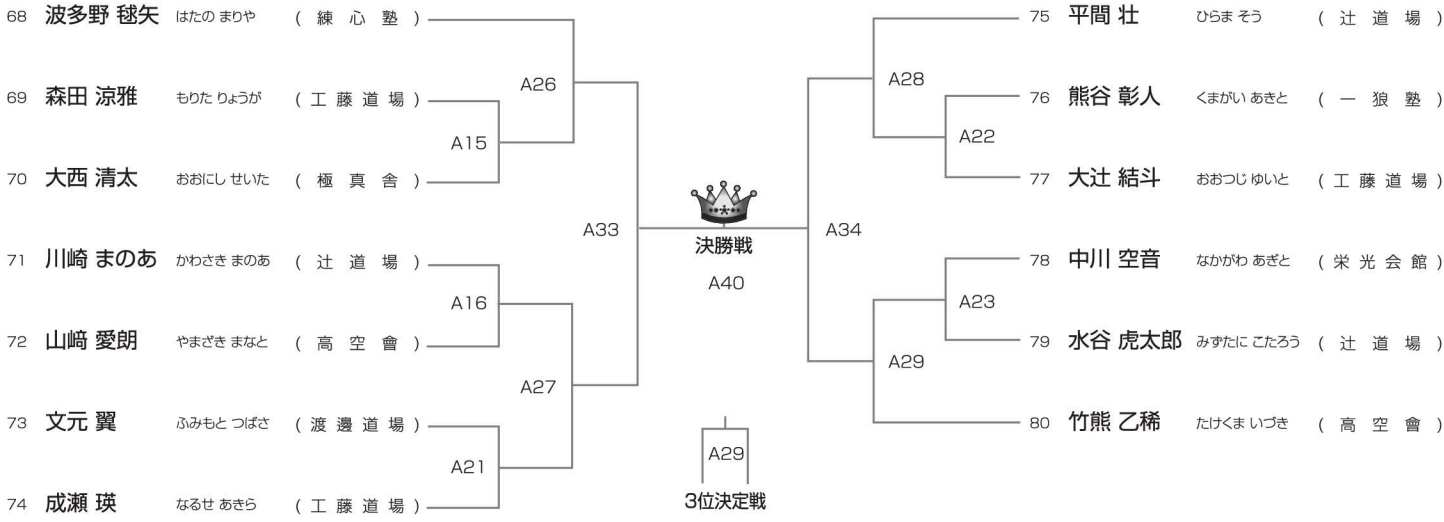 68 波多野 毬矢 はたの まりや (練心塾)
69 森田 涼雅 もりた りょうが (工藤道場)
70 大西 清太 おおにし せいた (極真舎)
71 川崎 まのあ かわさき まのあ (辻道場)
72 山﨑 愛朗 やまざき まなと (高空會)
73 文元 翼 ふみもと つばさ (渡邊道場)
74 成瀬 瑛 なるせ あきら (工藤道場)
A26
A15
A33
A16
A27
A21
決勝戦
A40
A29
3位決定戦
A28
A22
A34
A23
A29
75 平間 壮 ひらま そう (辻道場)
76 熊谷 彰人 くまがい あきと (一狼塾)
77 大辻 結斗 おおつじ ゆいと (工藤道場)
78 中川 空音 なかがわ あぎと (栄光会館)
79 水谷 虎太郎 みずたに こたろう (辻道場)
80 竹熊 乙稀 たけくま いづき (高空會)